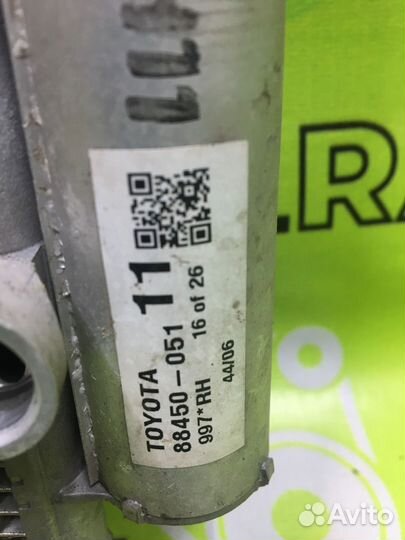 TOYOTA
88450-051 11
997*RH 16 of 26
44/06
Avito